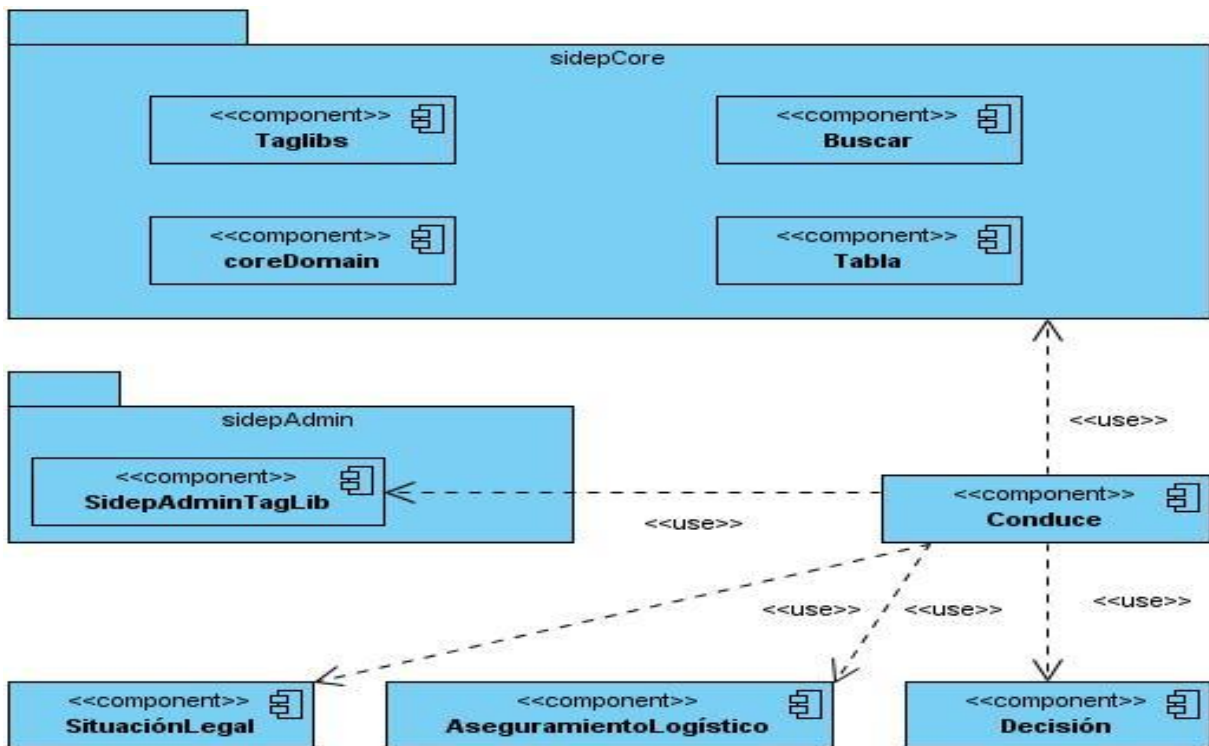 sidepCore
<<component>>
Taglibs
<<component>>
Buscar
<<component>>
coreDomain
<<component>>
Tabla
<<use>>
sidepAdmin
<<component>>
SidepAdminTagLib
<<use>>
<<component>>
Conduce
<<use>>
<<use>>
<<use>>
<<component>>
SituaciónLegal
<<component>>
AseguramientoLogístico
<<component>>
Decisión